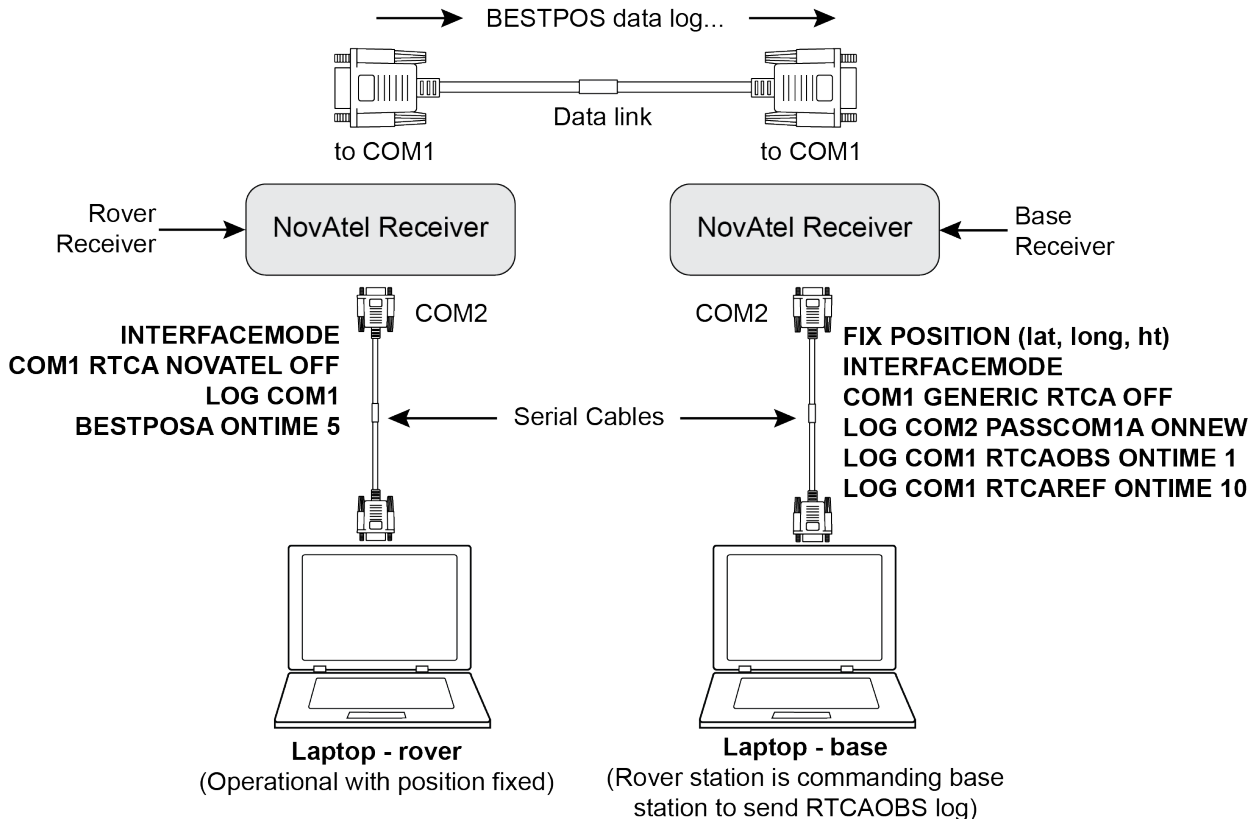 BESTPOS data log...
Data link
to COM1
to COM1
Rover
Receiver
NovAtel Receiver
NovAtel Receiver
Base
Receiver
COM2
COM2
INTERFACEMODE
COM1 RTCA NOVATEL OFF
LOG COM1
BESTPOSA ONTIME 5
Serial Cables
FIX POSITION (lat, long, ht)
INTERFACEMODE
COM1 GENERIC RTCA OFF
LOG COM2 PASSCOM1A ONNEW
LOG COM1 RTCAOBS ONTIME 1
LOG COM1 RTCAREF ONTIME 10
Laptop - rover
(Operational with position fixed)
Laptop - base
(Rover station is commanding base
station to send RTCAOBS log)